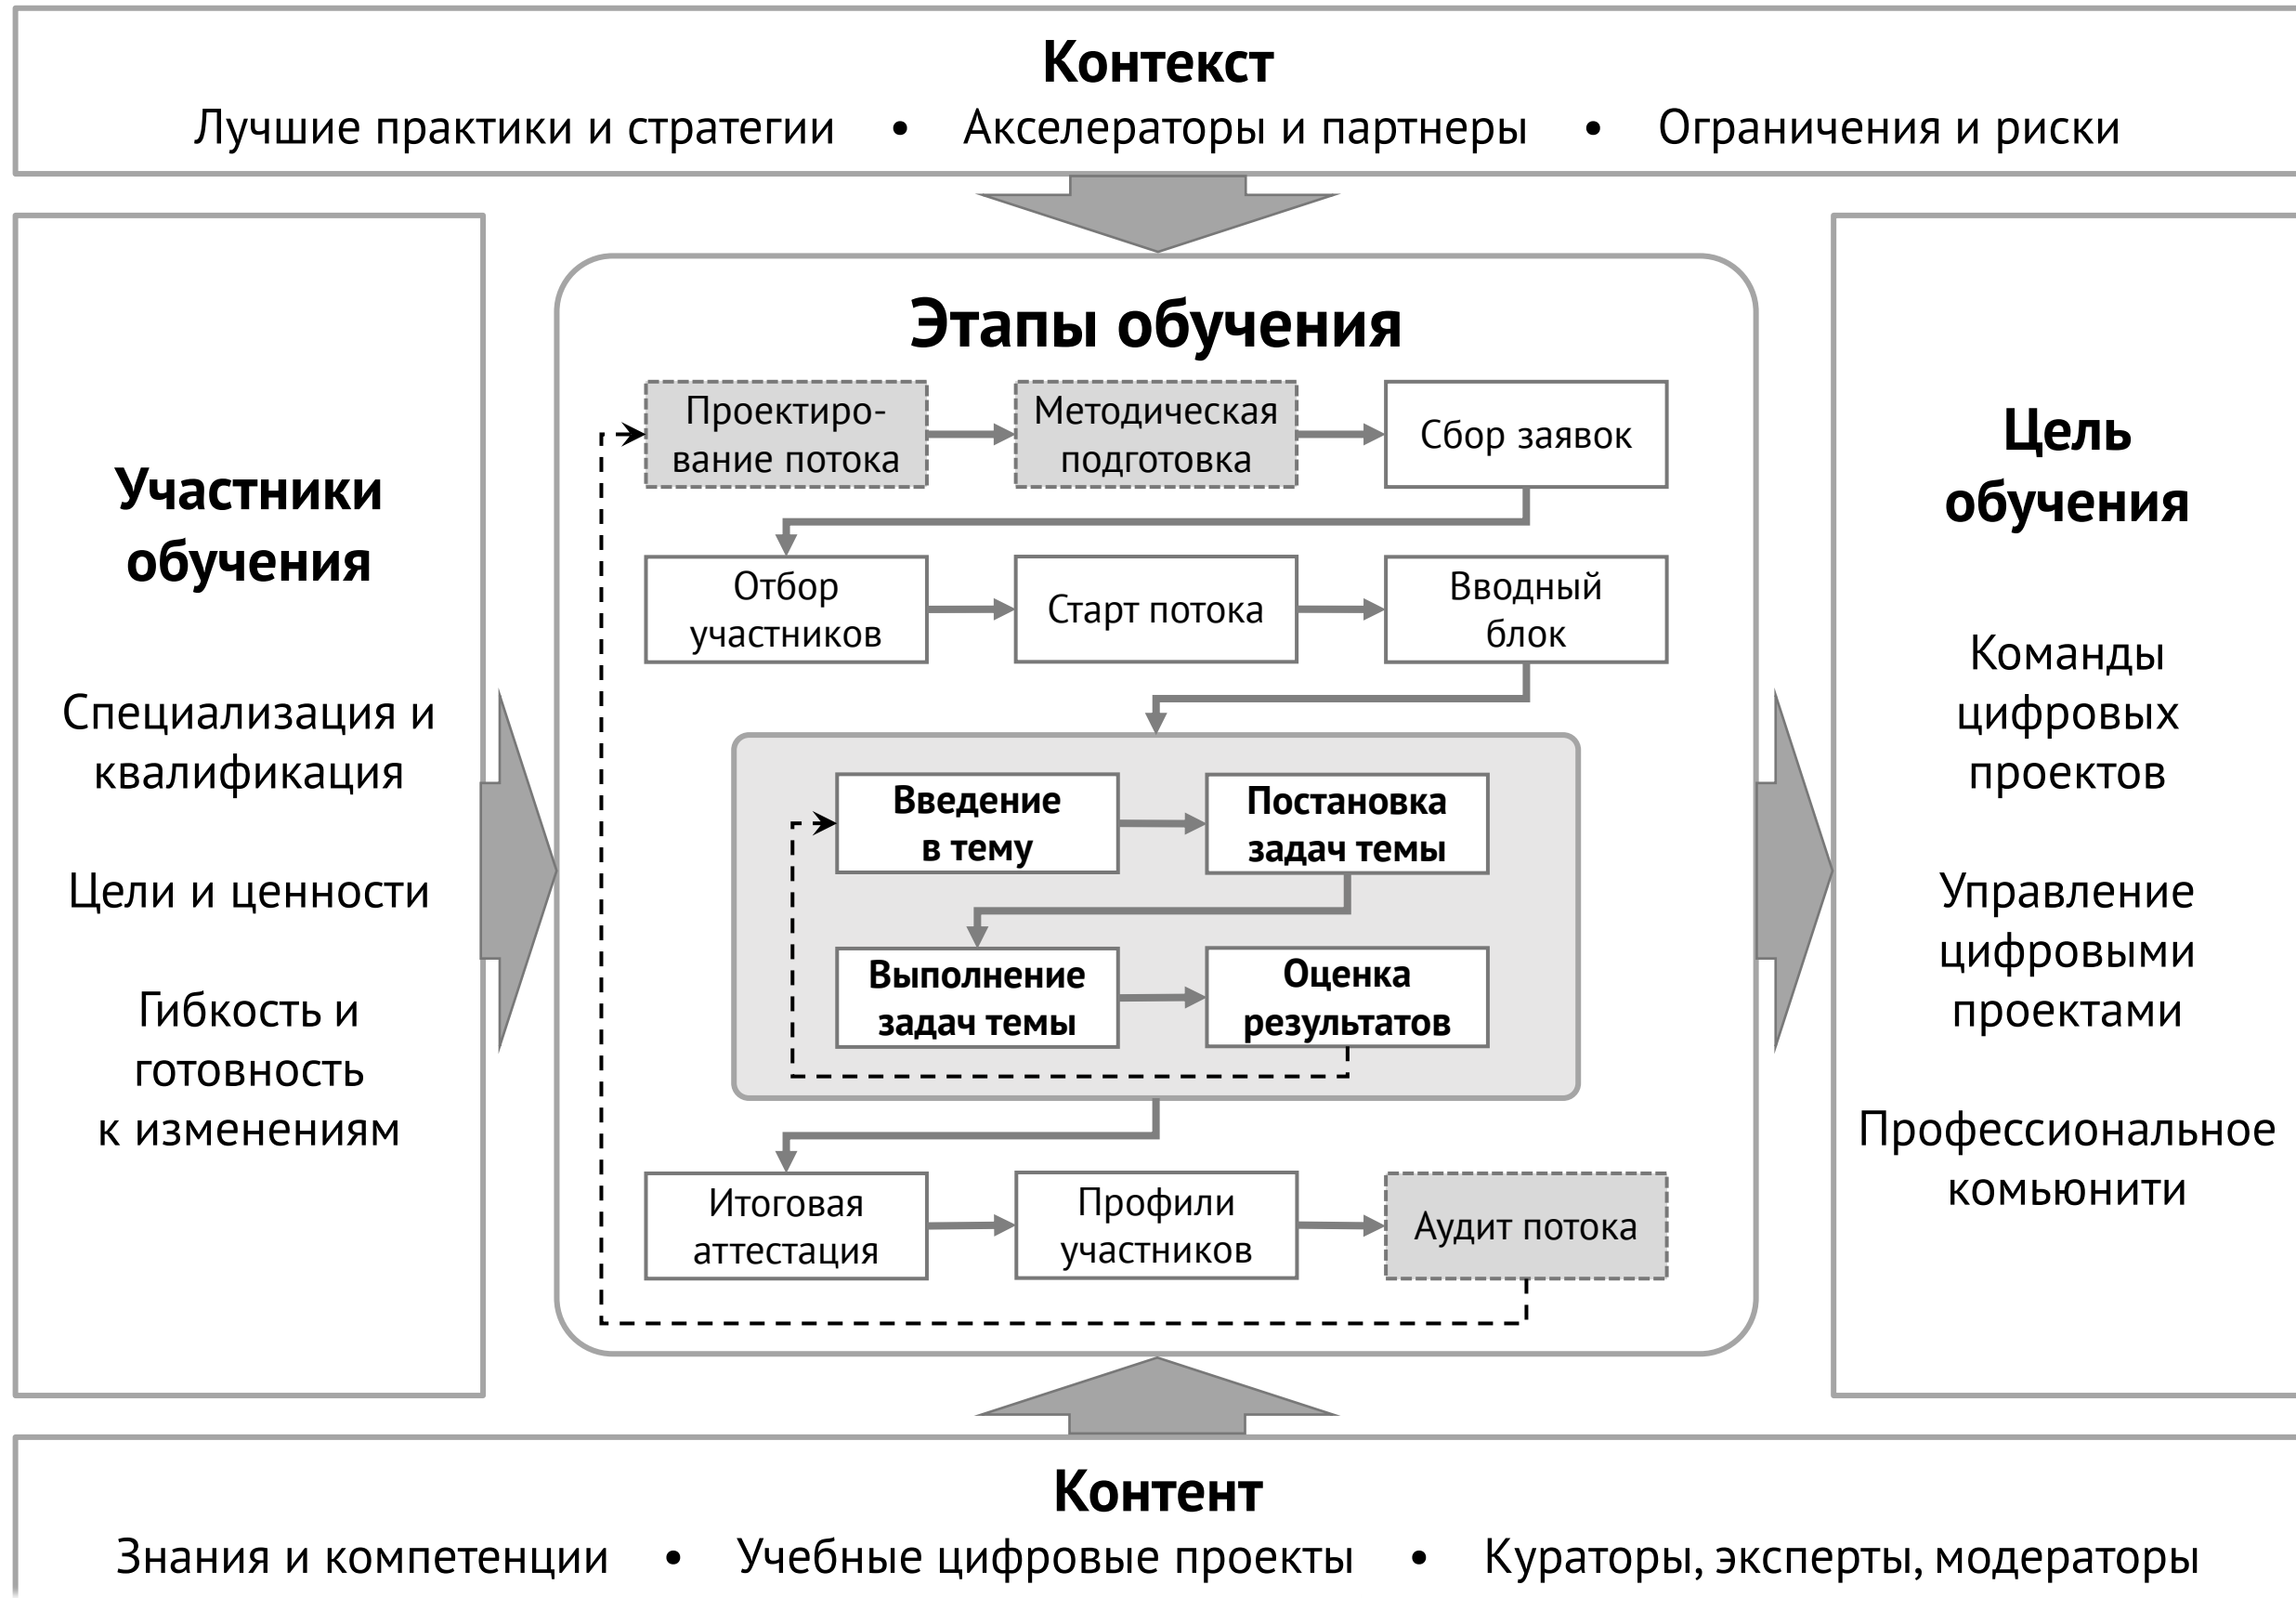 Контекст
Лучшие практики и стратегии • Акселераторы и партнеры • Ограничения и риски
Участники
обучения
Специализация и
квалификация
Цели и ценности
Гибкость и
готовность
к изменениям
Этапы обучения
Проектиро-
вание потока
Методическая
подготовка
Сбор заявок
Отбор
участников
Старт потока
Вводный
блок
Введение
в тему
Постановка
задач темы
Выполнение
задач темы
Оценка
результатов
Итоговая
аттестация
Профили
участников
Аудит потока
Цель
обучения
Команды
цифровых
проектов
Управление
цифровыми
проектами
Профессиональное
комьюнити
Контент
Знания и компетенции • Учебные цифровые проекты • Кураторы, эксперты, модераторы